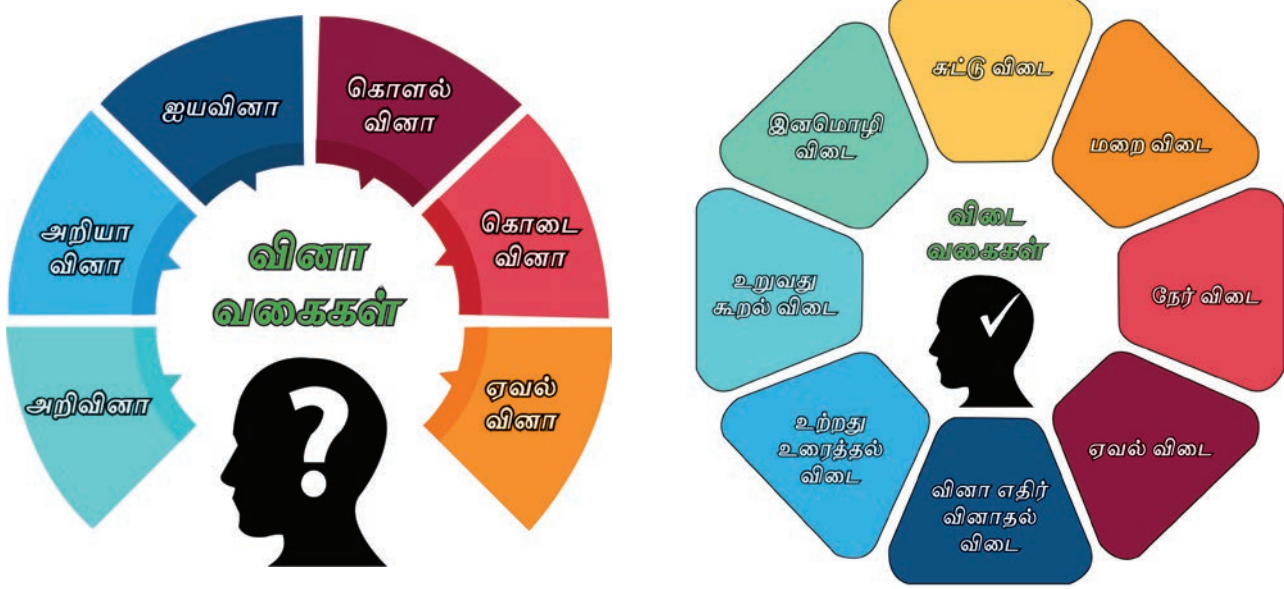 வினா
வகைகள்
அறிவினா
அறியா
வினா
ஐயவினா
கொளல்
வினா
கொடை
வினா
ஏவல்
வினா
விடை
வகைகள்
சுட்டு விடை
மறை விடை
நேர் விடை
ஏவல் விடை
வினா எதிர்
வினாதல்
விடை
உற்றது
உரைத்தல்
விடை
உறுவது
கூறல் விடை
இனமொழி
விடை